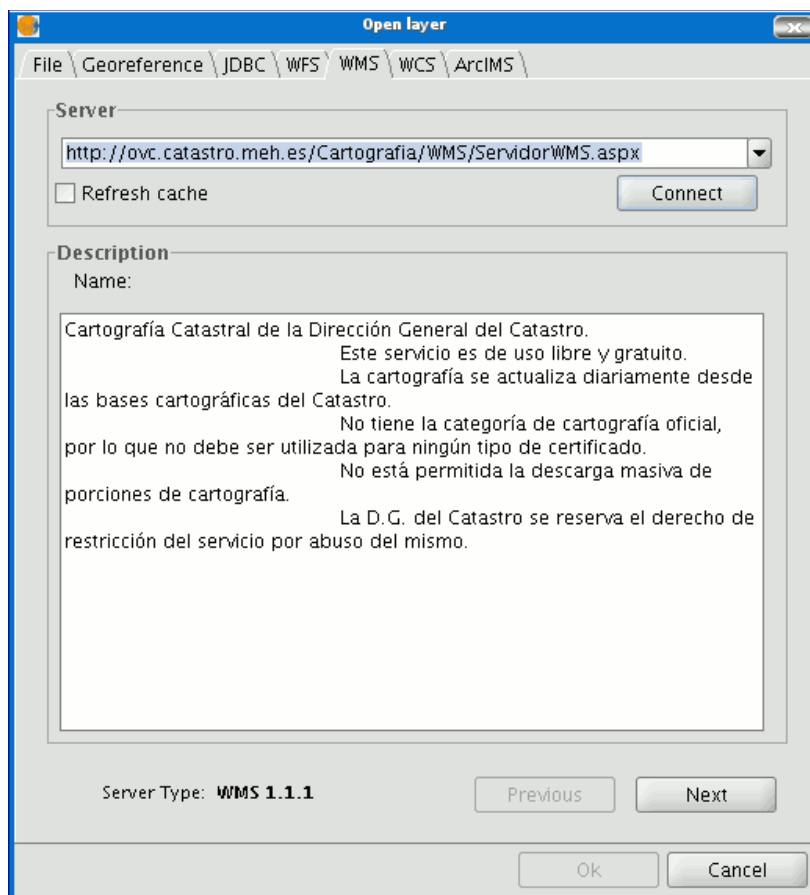 Open layer
File Georeference JDBC WFS WMS WCS ArcIMS
Server
http://ovc.catastro.meh.es/Cartografia/WMS/ServidorWMS.aspx
Refresh cache
Connect
Description
Name:
Cartografía Catastral de la Dirección General del Catastro.
Este servicio es de uso libre y gratuito.
La cartografía se actualiza diariamente desde
las bases cartográficas del Catastro.
No tiene la categoría de cartografía oficial,
por lo que no debe ser utilizada para ningún tipo de certificado.
No está permitida la descarga masiva de
porciones de cartografía.
La D.G. del Catastro se reserva el derecho de
restricción del servicio por abuso del mismo.
Server Type: WMS 1.1.1
Previous
Next
Ok
Cancel